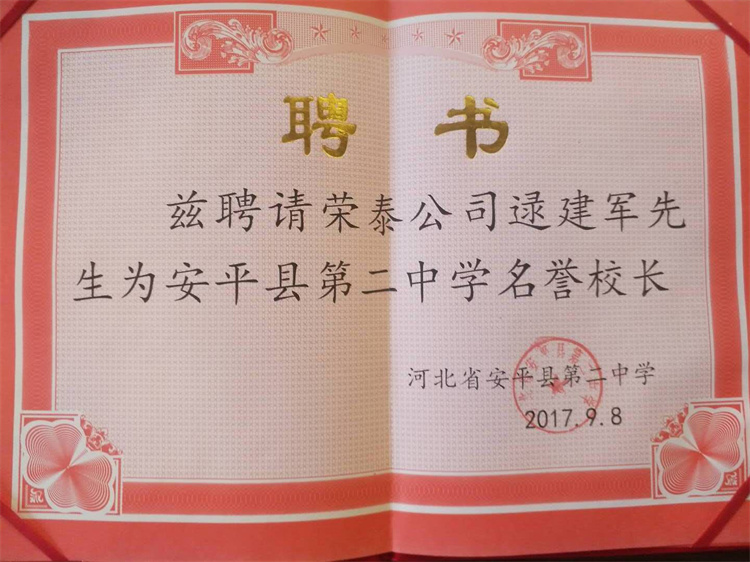 聘 书
兹聘请荣泰公司逯建军先
生为安平县第二中学名誉校长
河北省安平县第二中学
2017.9.8